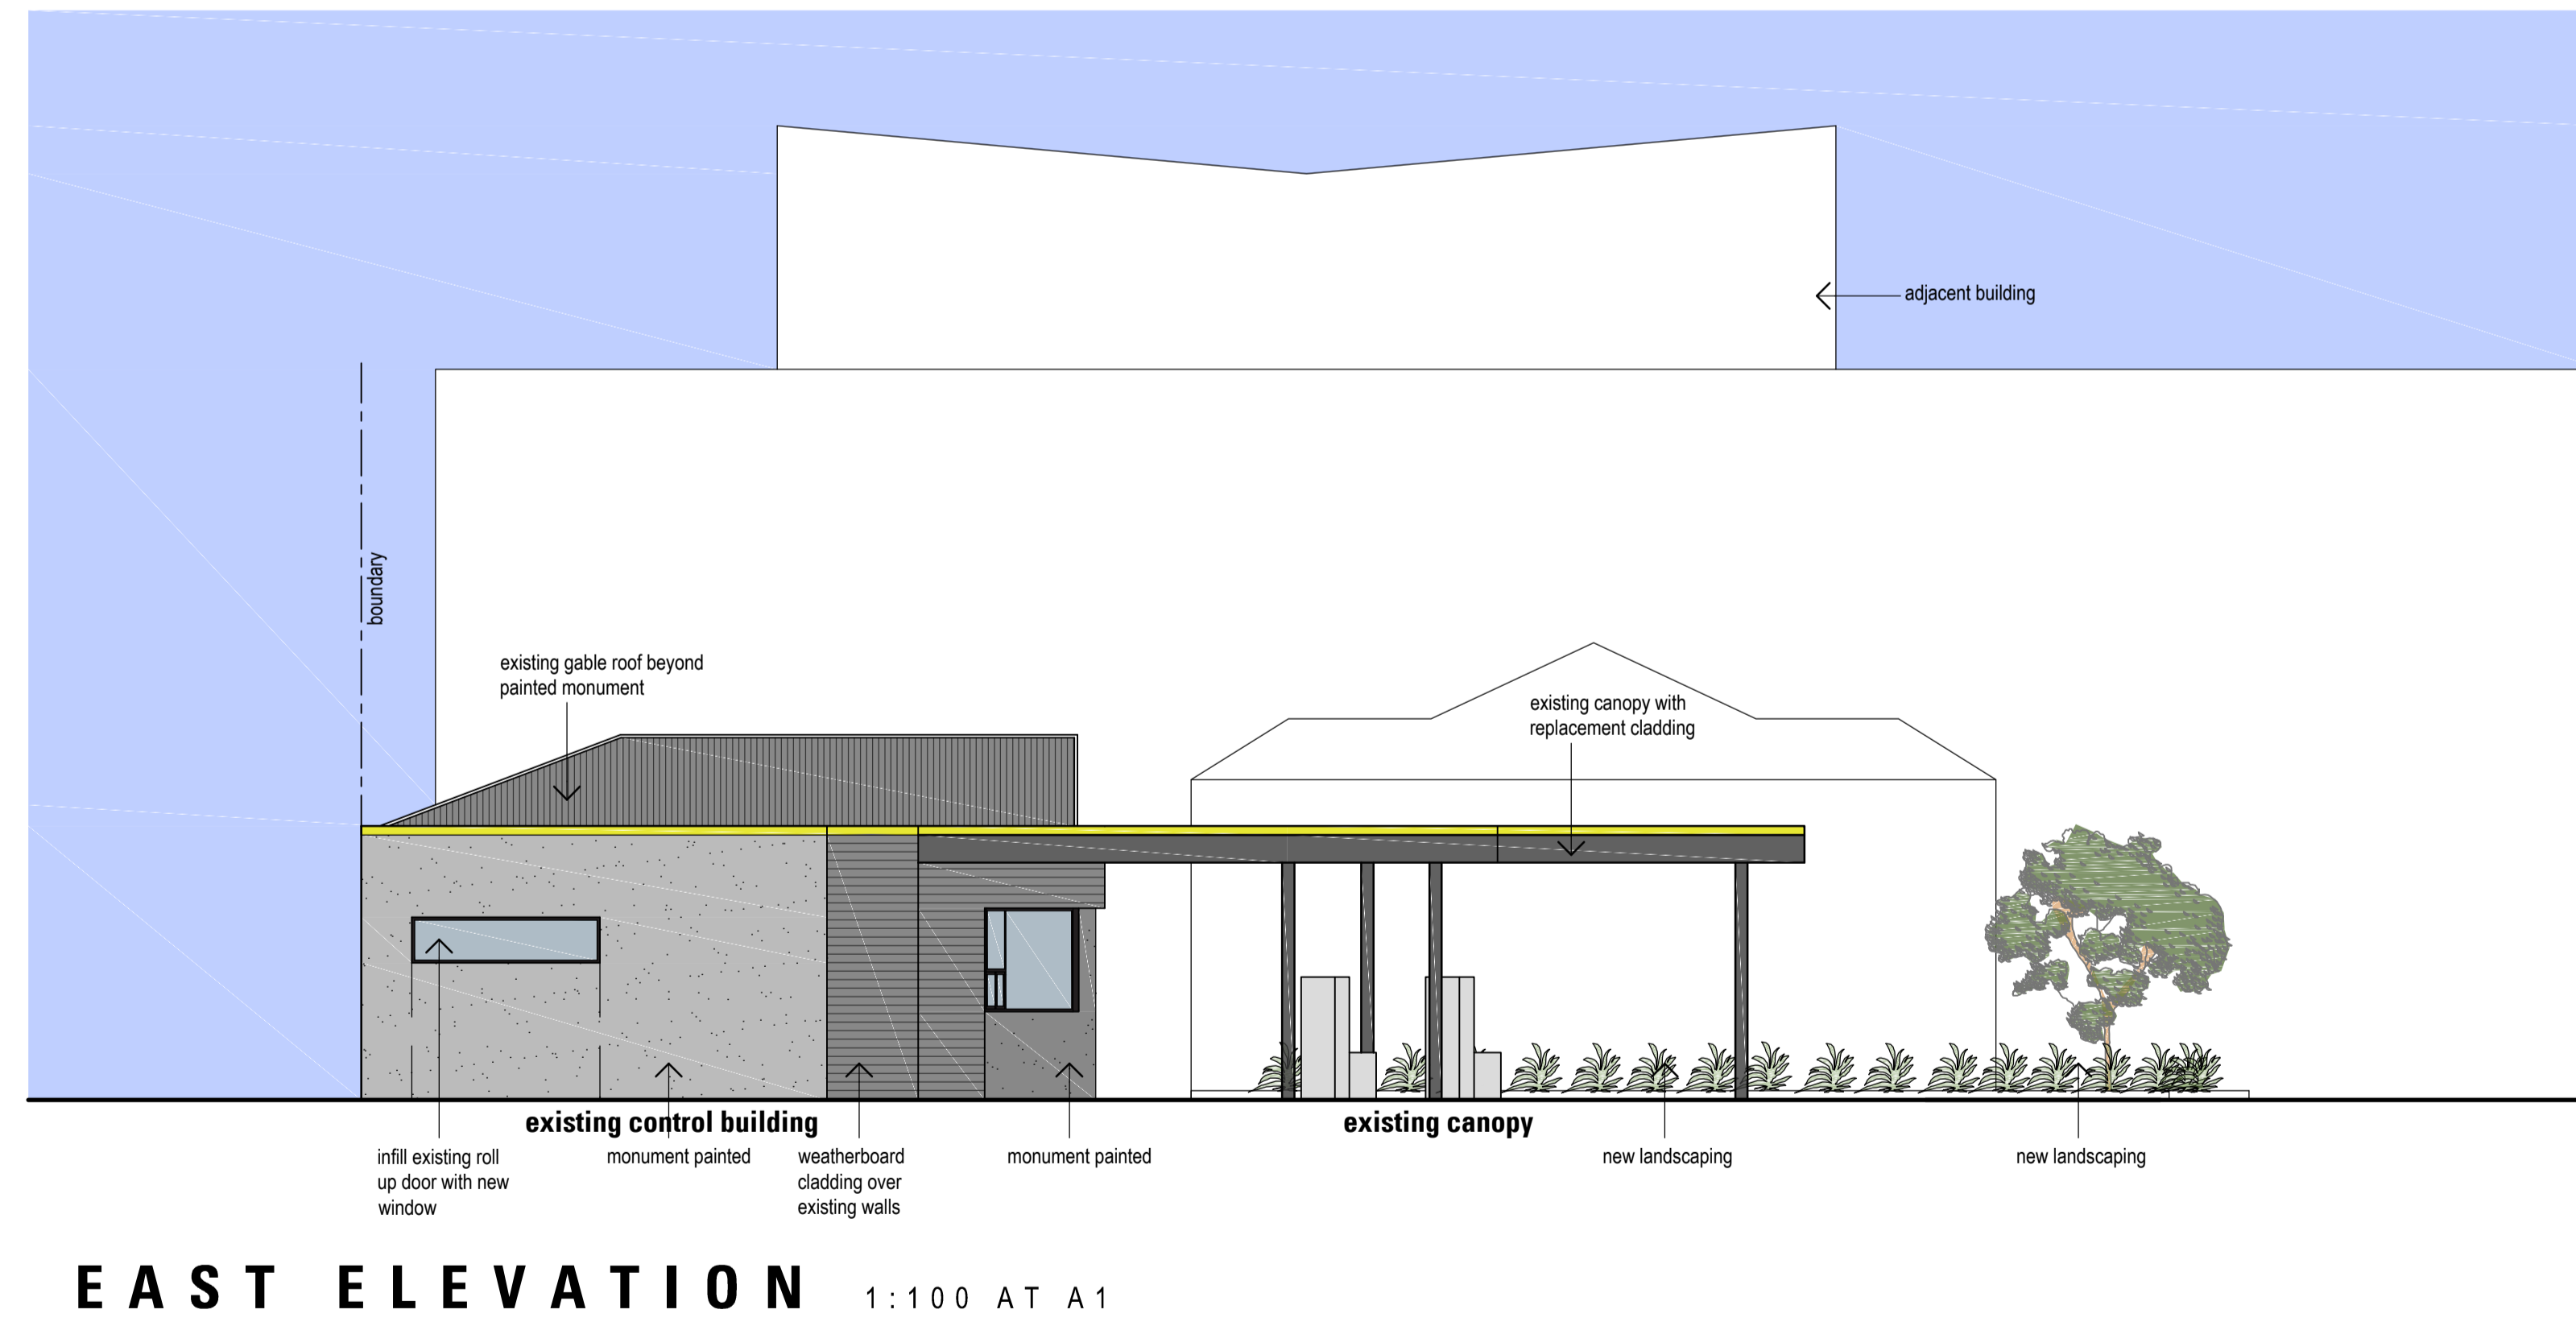 adjacent building
boundary
existing gable roof beyond
painted monument
existing canopy with
replacement cladding
existing control building
existing canopy
infill existing roll
up door with new
window
monument painted
weatherboard
cladding over
existing walls
monument painted
new landscaping
new landscaping
EAST ELEVATION 1:100 AT A1